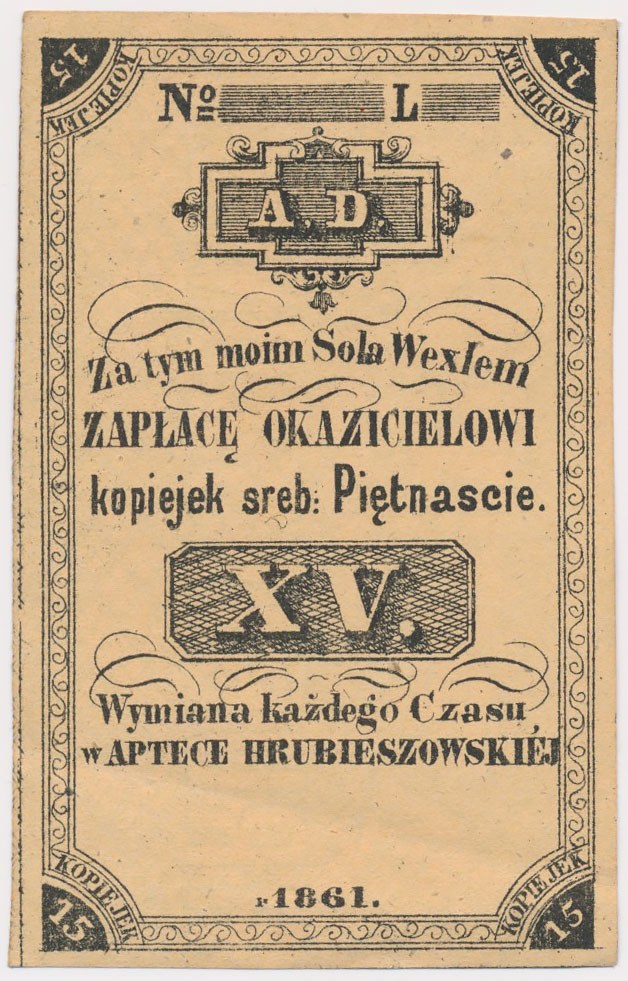 15 KOPIEJEK
15 KOPIEJEK
No L
A. D.
Za tym moim Sola Wexlem
ZAPŁACĘ OKAZICIELOWI
kopiejek sreb: Piętnascie.
XV.
Wymiana każdego Czasu
w APTECE HRUBIESZOWSKIÉJ
r 1861.
15 KOPIEJEK
15 KOPIEJEK